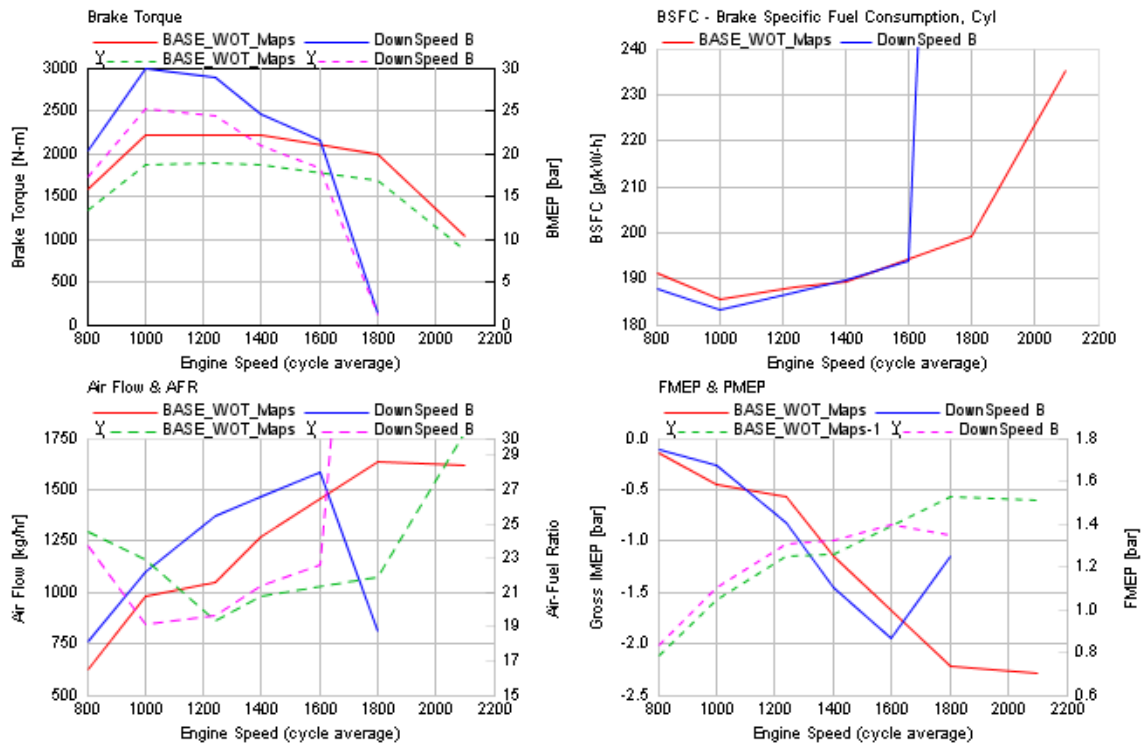 Brake Torque
BASE_WOT_Maps DownSpeed B
Y BASE_WOT_Maps Y DownSpeed B
3000 30
2500 25
2000 20
1500 15
1000 10
500 5
0 0
Brake Torque [N-m]
BMEP [bar]
800 1000 1200 1400 1600 1800 2000 2200
Engine Speed (cycle average)
BSFC - Brake Specific Fuel Consumption, Cyl
BASE_WOT_Maps DownSpeed B
240
230
220
210
200
190
180
BSFC [g/kW-h]
800 1000 1200 1400 1600 1800 2000 2200
Engine Speed (cycle average)
Air Flow & AFR
BASE_WOT_Maps DownSpeed B
Y BASE_WOT_Maps Y DownSpeed B
1750 30
1500 28
1250 27
1000 25
750 23
500 21
19
17
15
Air Flow [kg/hr]
Air-Fuel Ratio
800 1000 1200 1400 1600 1800 2000 2200
Engine Speed (cycle average)
FMEP & PMEP
BASE_WOT_Maps DownSpeed B
Y BASE_WOT_Maps-1 Y DownSpeed B
0.0 1.8
-0.5 1.6
-1.0 1.4
-1.5 1.2
-2.0 1.0
-2.5 0.8
0.6
Gross IMEP [bar]
FMEP [bar]
800 1000 1200 1400 1600 1800 2000 2200
Engine Speed (cycle average)